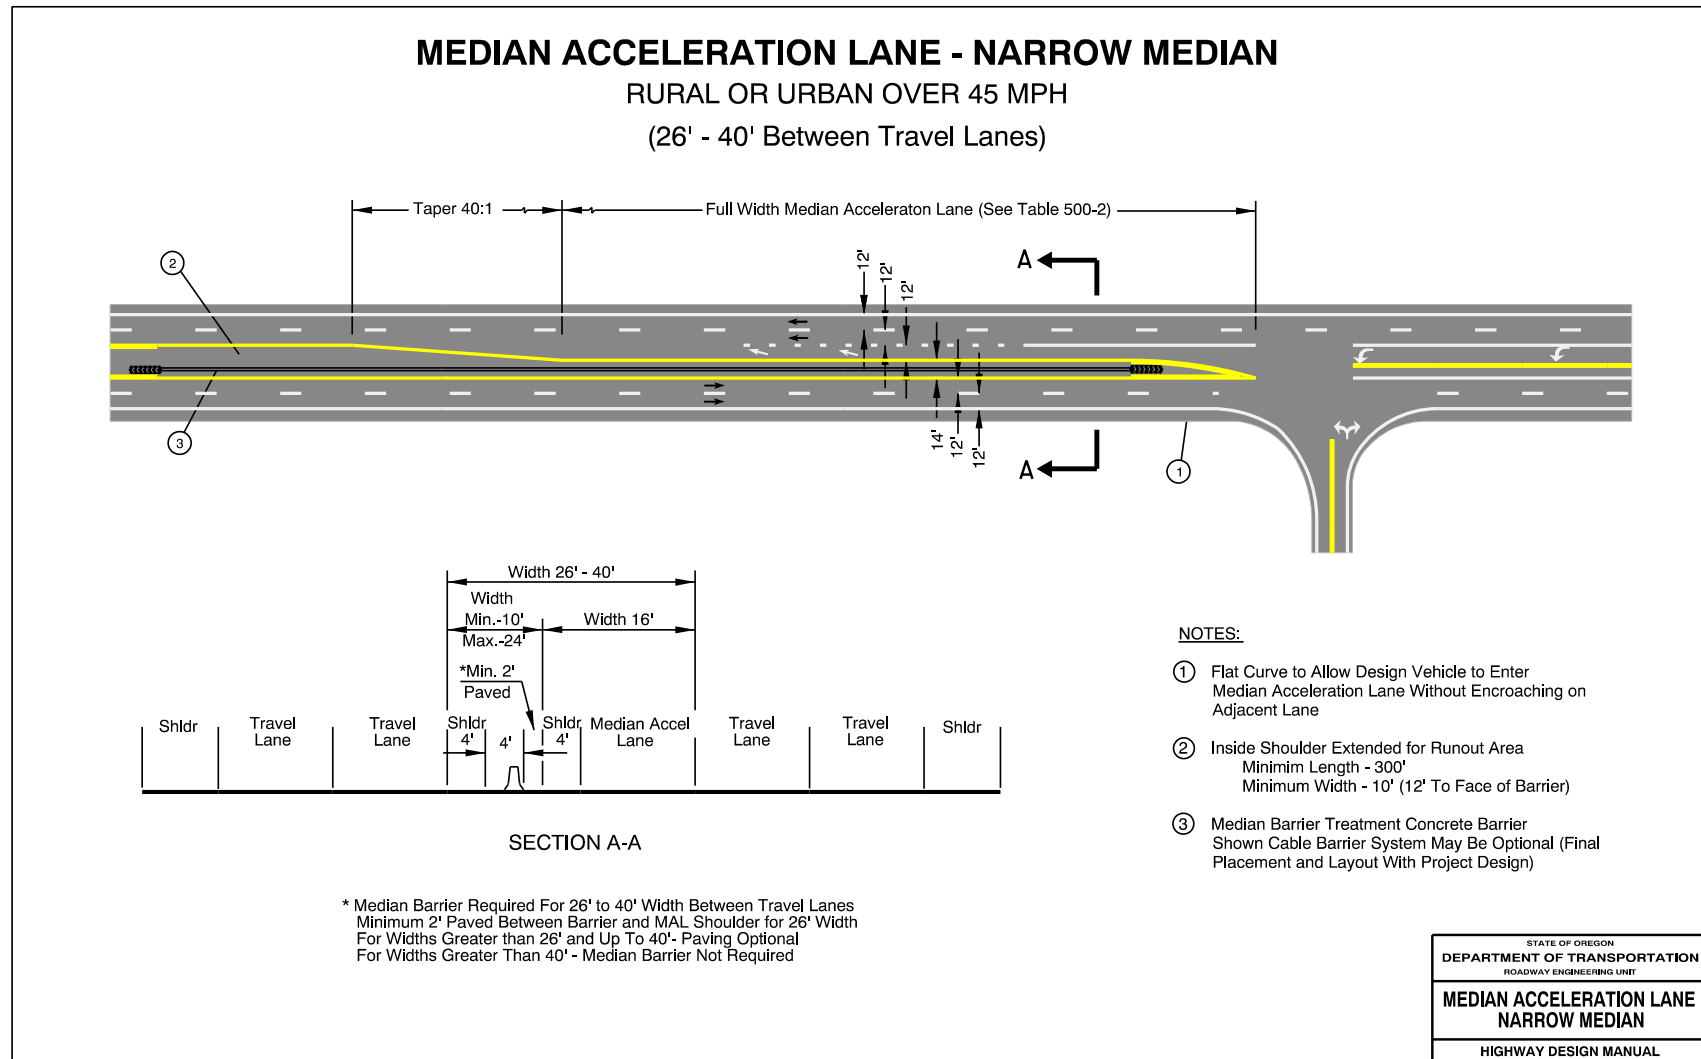 MEDIAN ACCELERATION LANE - NARROW MEDIAN
RURAL OR URBAN OVER 45 MPH
(26' - 40' Between Travel Lanes)
Taper 40:1
Full Width Median Acceleraton Lane (See Table 500-2)
2
12'
12'
12'
A
3
14'
12'
12'
A
1
Width 26' - 40'
Width
Min.-10'
Max.-24'
Width 16'
*Min. 2'
Paved
Shldr
Travel
Lane
Travel
Lane
Shldr
4'
4'
Shldr
4'
Median Accel
Lane
Travel
Lane
Travel
Lane
Shldr
SECTION A-A
* Median Barrier Required For 26' to 40' Width Between Travel Lanes
Minimum 2' Paved Between Barrier and MAL Shoulder for 26' Width
For Widths Greater than 26' and Up To 40'- Paving Optional
For Widths Greater Than 40' - Median Barrier Not Required
NOTES:
1 Flat Curve to Allow Design Vehicle to Enter
Median Acceleration Lane Without Encroaching on
Adjacent Lane
2 Inside Shoulder Extended for Runout Area
Minimim Length - 300'
Minimum Width - 10' (12' To Face of Barrier)
3 Median Barrier Treatment Concrete Barrier
Shown Cable Barrier System May Be Optional (Final
Placement and Layout With Project Design)
STATE OF OREGON
DEPARTMENT OF TRANSPORTATION
ROADWAY ENGINEERING UNIT
MEDIAN ACCELERATION LANE
NARROW MEDIAN
HIGHWAY DESIGN MANUAL